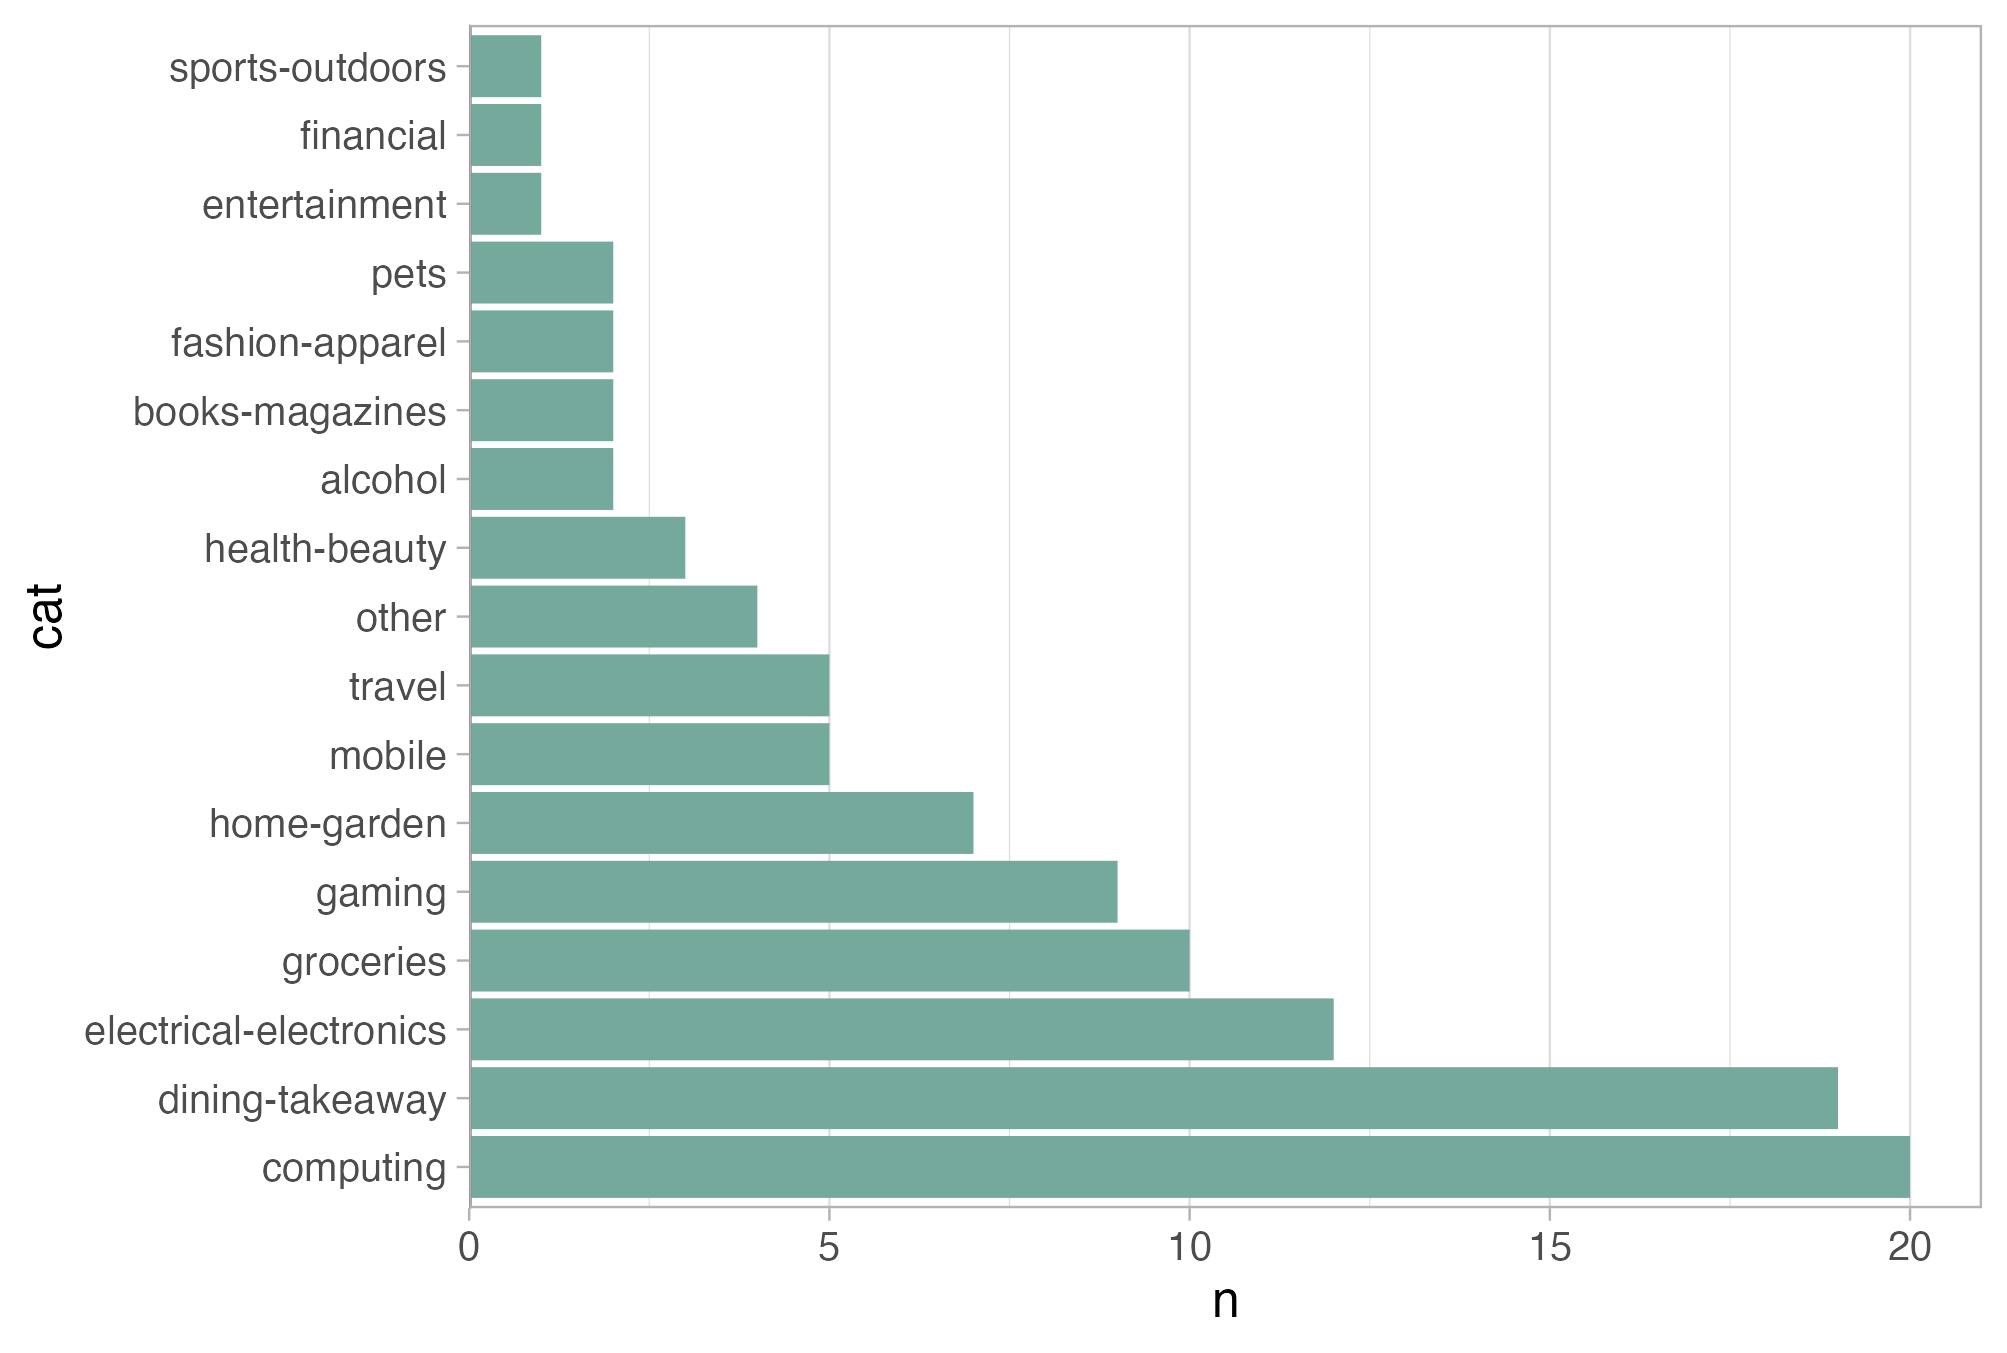 sports-outdoors
financial
entertainment
pets
fashion-apparel
books-magazines
alcohol
health-beauty
other
travel
mobile
home-garden
gaming
groceries
electrical-electronics
dining-takeaway
computing
cat
0 5 10 15 20
n